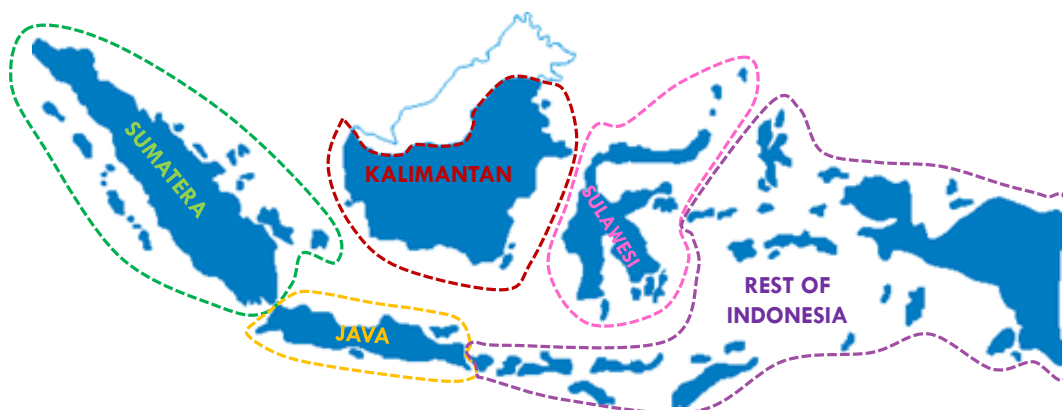 SUMATERA
KALIMANTAN
SULAWESI
REST OF
INDONESIA
JAVA